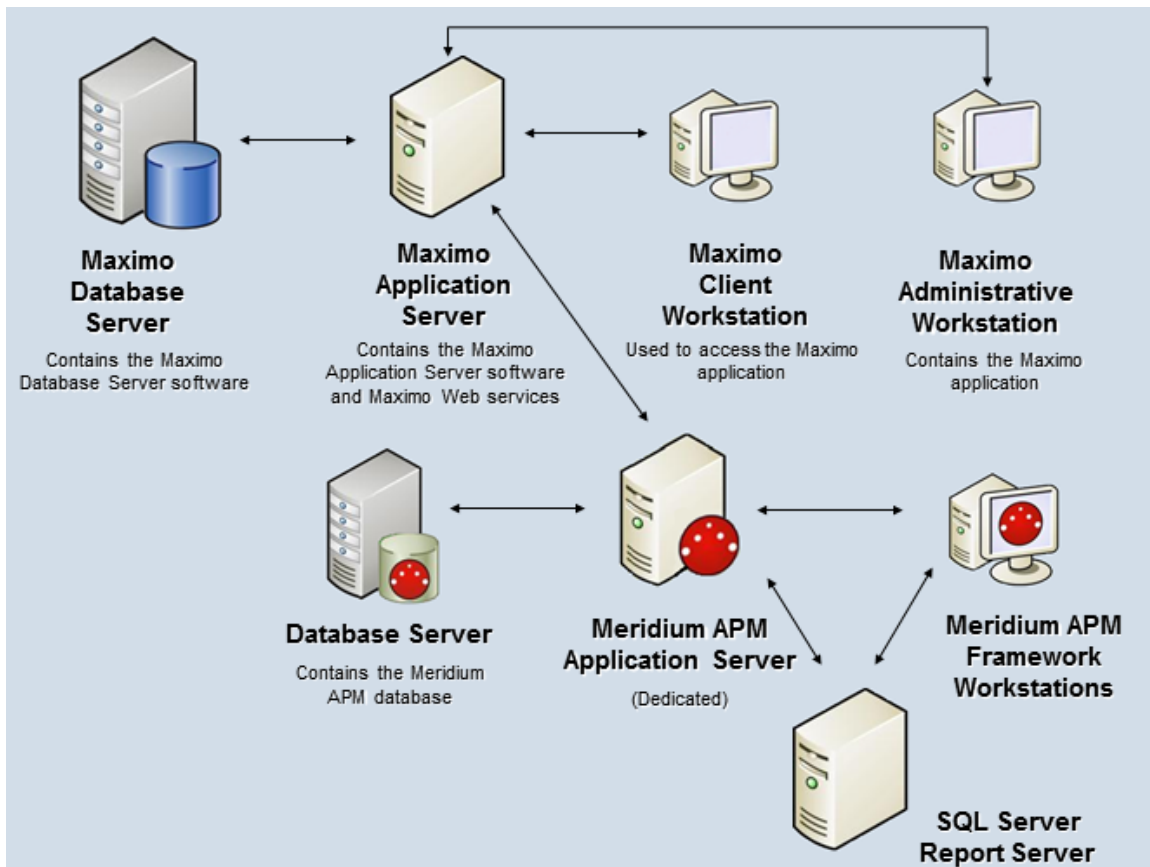 Maximo
Database
Server
Contains the Maximo
Database Server software
Maximo
Application
Server
Contains the Maximo
Application Server software
and Maximo Web services
Maximo
Client
Workstation
Used to access the Maximo
application
Maximo
Administrative
Workstation
Contains the Maximo
application
Database Server
Contains the Meridium
APM database
Meridium APM
Application Server
(Dedicated)
Meridium APM
Framework
Workstations
SQL Server
Report Server